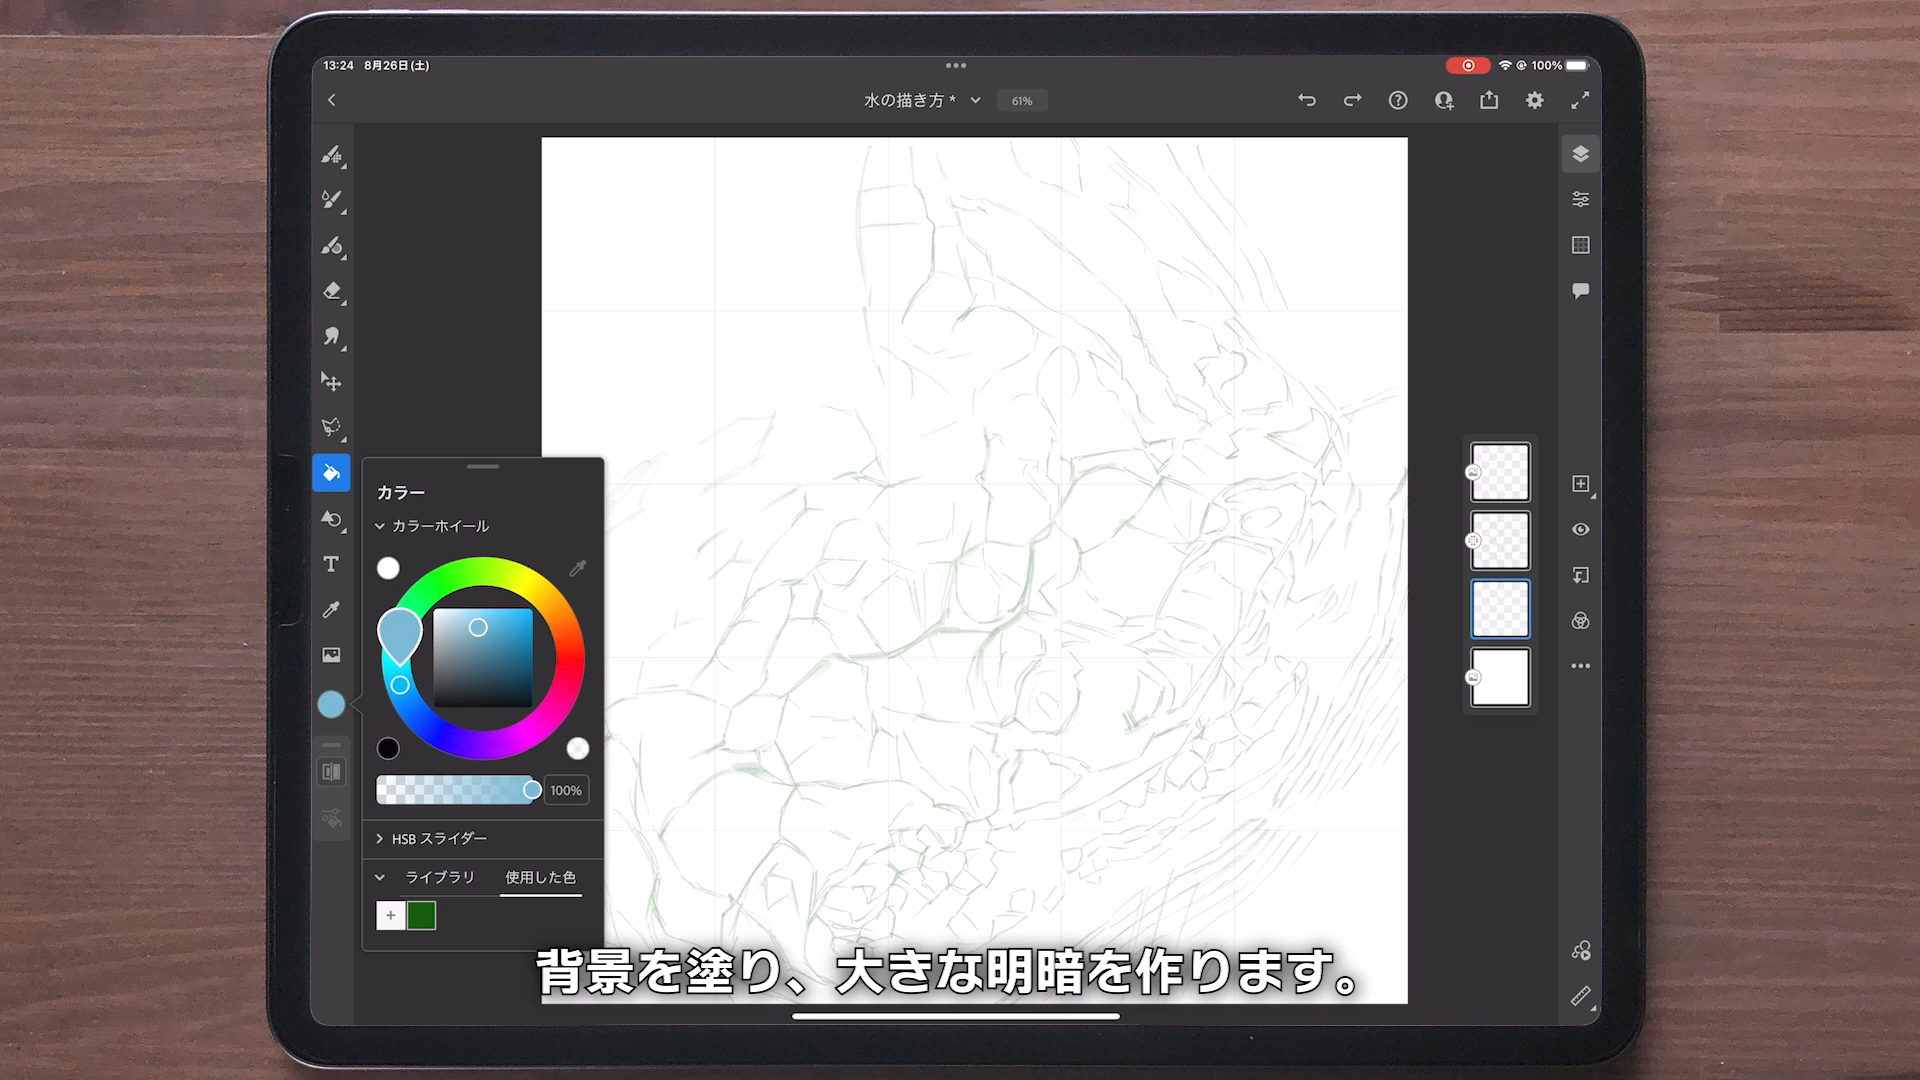 13:24 8月26日(土)
100%
水の描き方 *
61%
カラー
カラーホイール
100%
HSB スライダー
ライブラリ 使用した色
背景を塗り、大きな明暗を作ります。